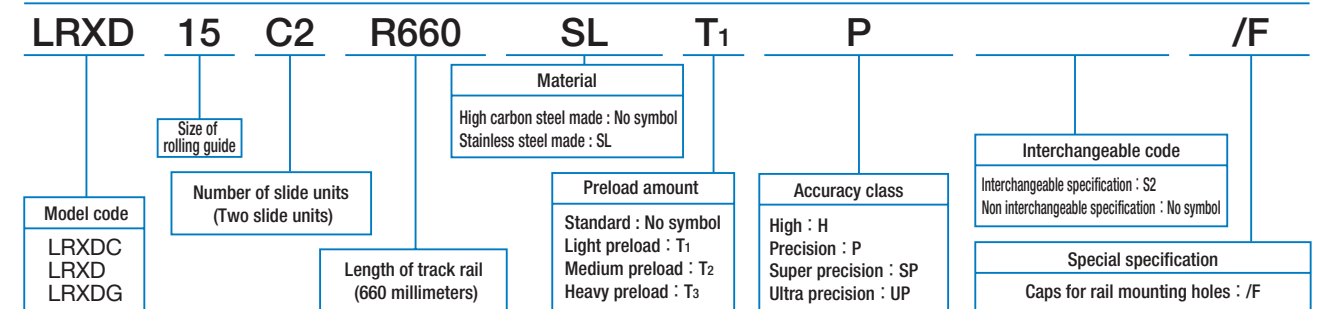 LRXD 15 C2 R660 SL T1 P /F
Material
High carbon steel made : No symbol
Stainless steel made : SL
Size of
rolling guide
Interchangeable code
Interchangeable specification : S2
Non interchangeable specification : No symbol
Number of slide units
(Two slide units)
Preload amount
Standard : No symbol
Light preload : T1
Medium preload : T2
Heavy preload : T3
Accuracy class
High : H
Precision : P
Super precision : SP
Ultra precision : UP
Model code
LRXDC
LRXD
LRXDG
Length of track rail
(660 millimeters)
Special specification
Caps for rail mounting holes : /F